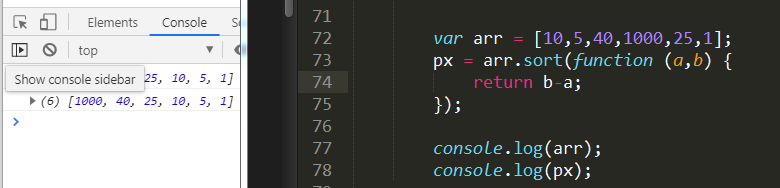 Elements Console So
top
Show console sidebar 25, 10, 5, 1]
(6) [1000, 40, 25, 10, 5, 1]
71
72 var arr = [10,5,40,1000,25,1];
73 px = arr.sort(function (a,b) {
74 return b-a;
75 });
76
77 console.log(arr);
78 console.log(px);